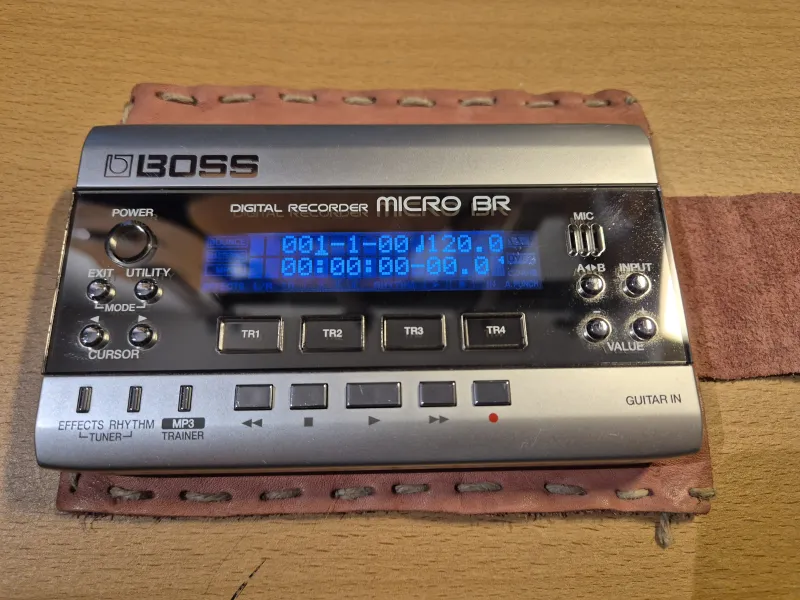 BOSS
DIGITAL RECORDER MICRO BR
POWER
MIC
001-1-00♩120.0
00:00:00-00.0
EXIT UTILITY
MODE
CURSOR
A↔B INPUT
VALUE
TR1 TR2 TR3 TR4
EFFECTS RHYTHM MP3
TUNER TRAINER
GUITAR IN